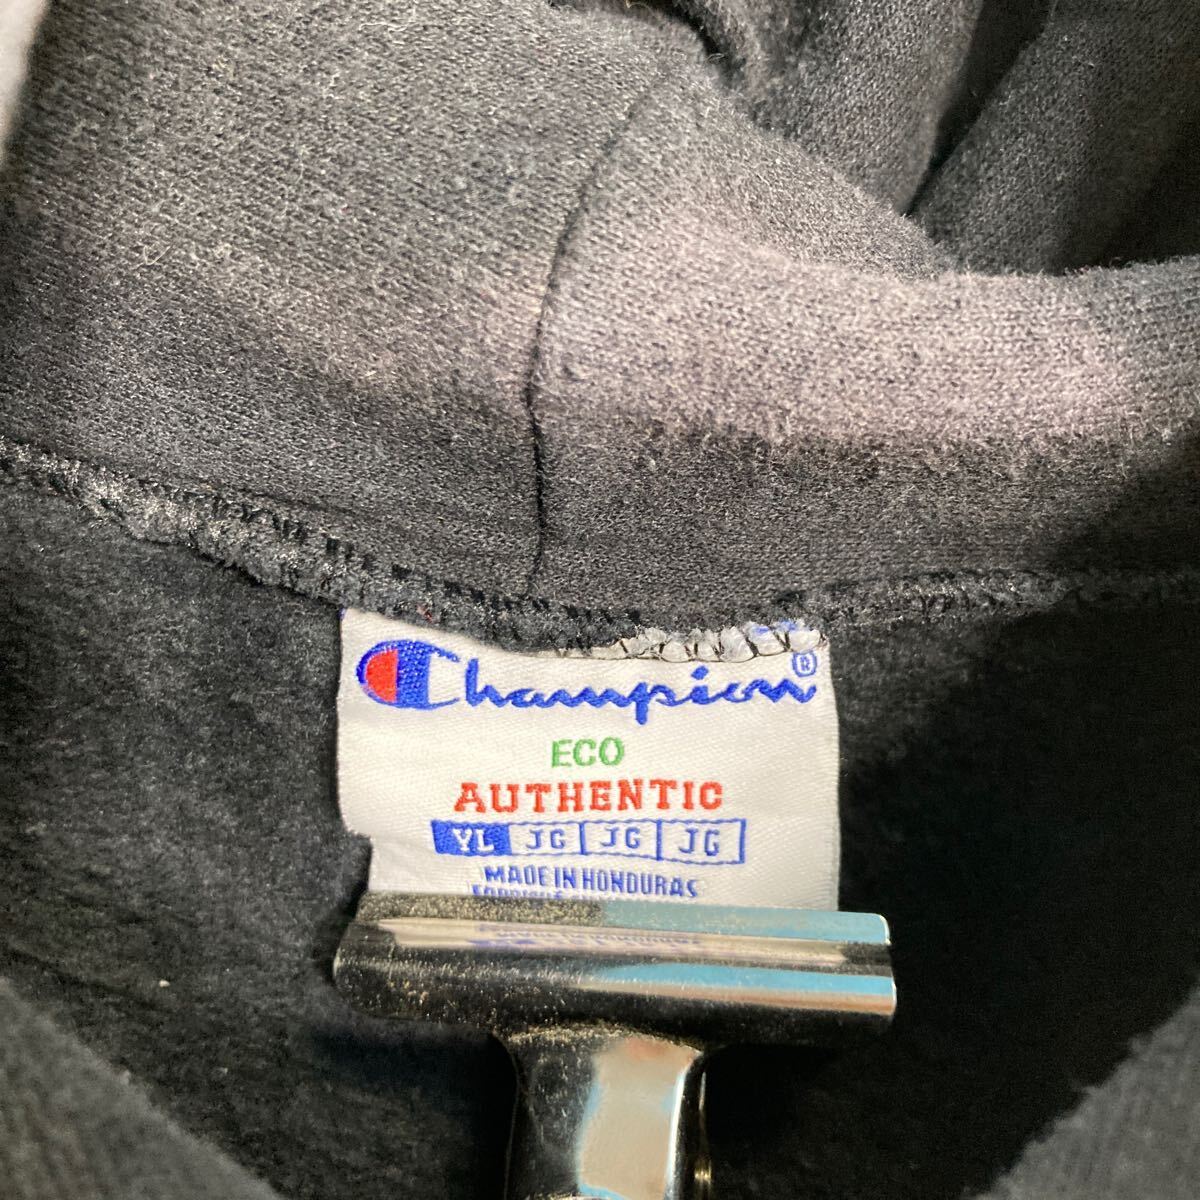 Champion®
ECO
AUTHENTIC
YL JG JG JG
MADE IN HONDURAS